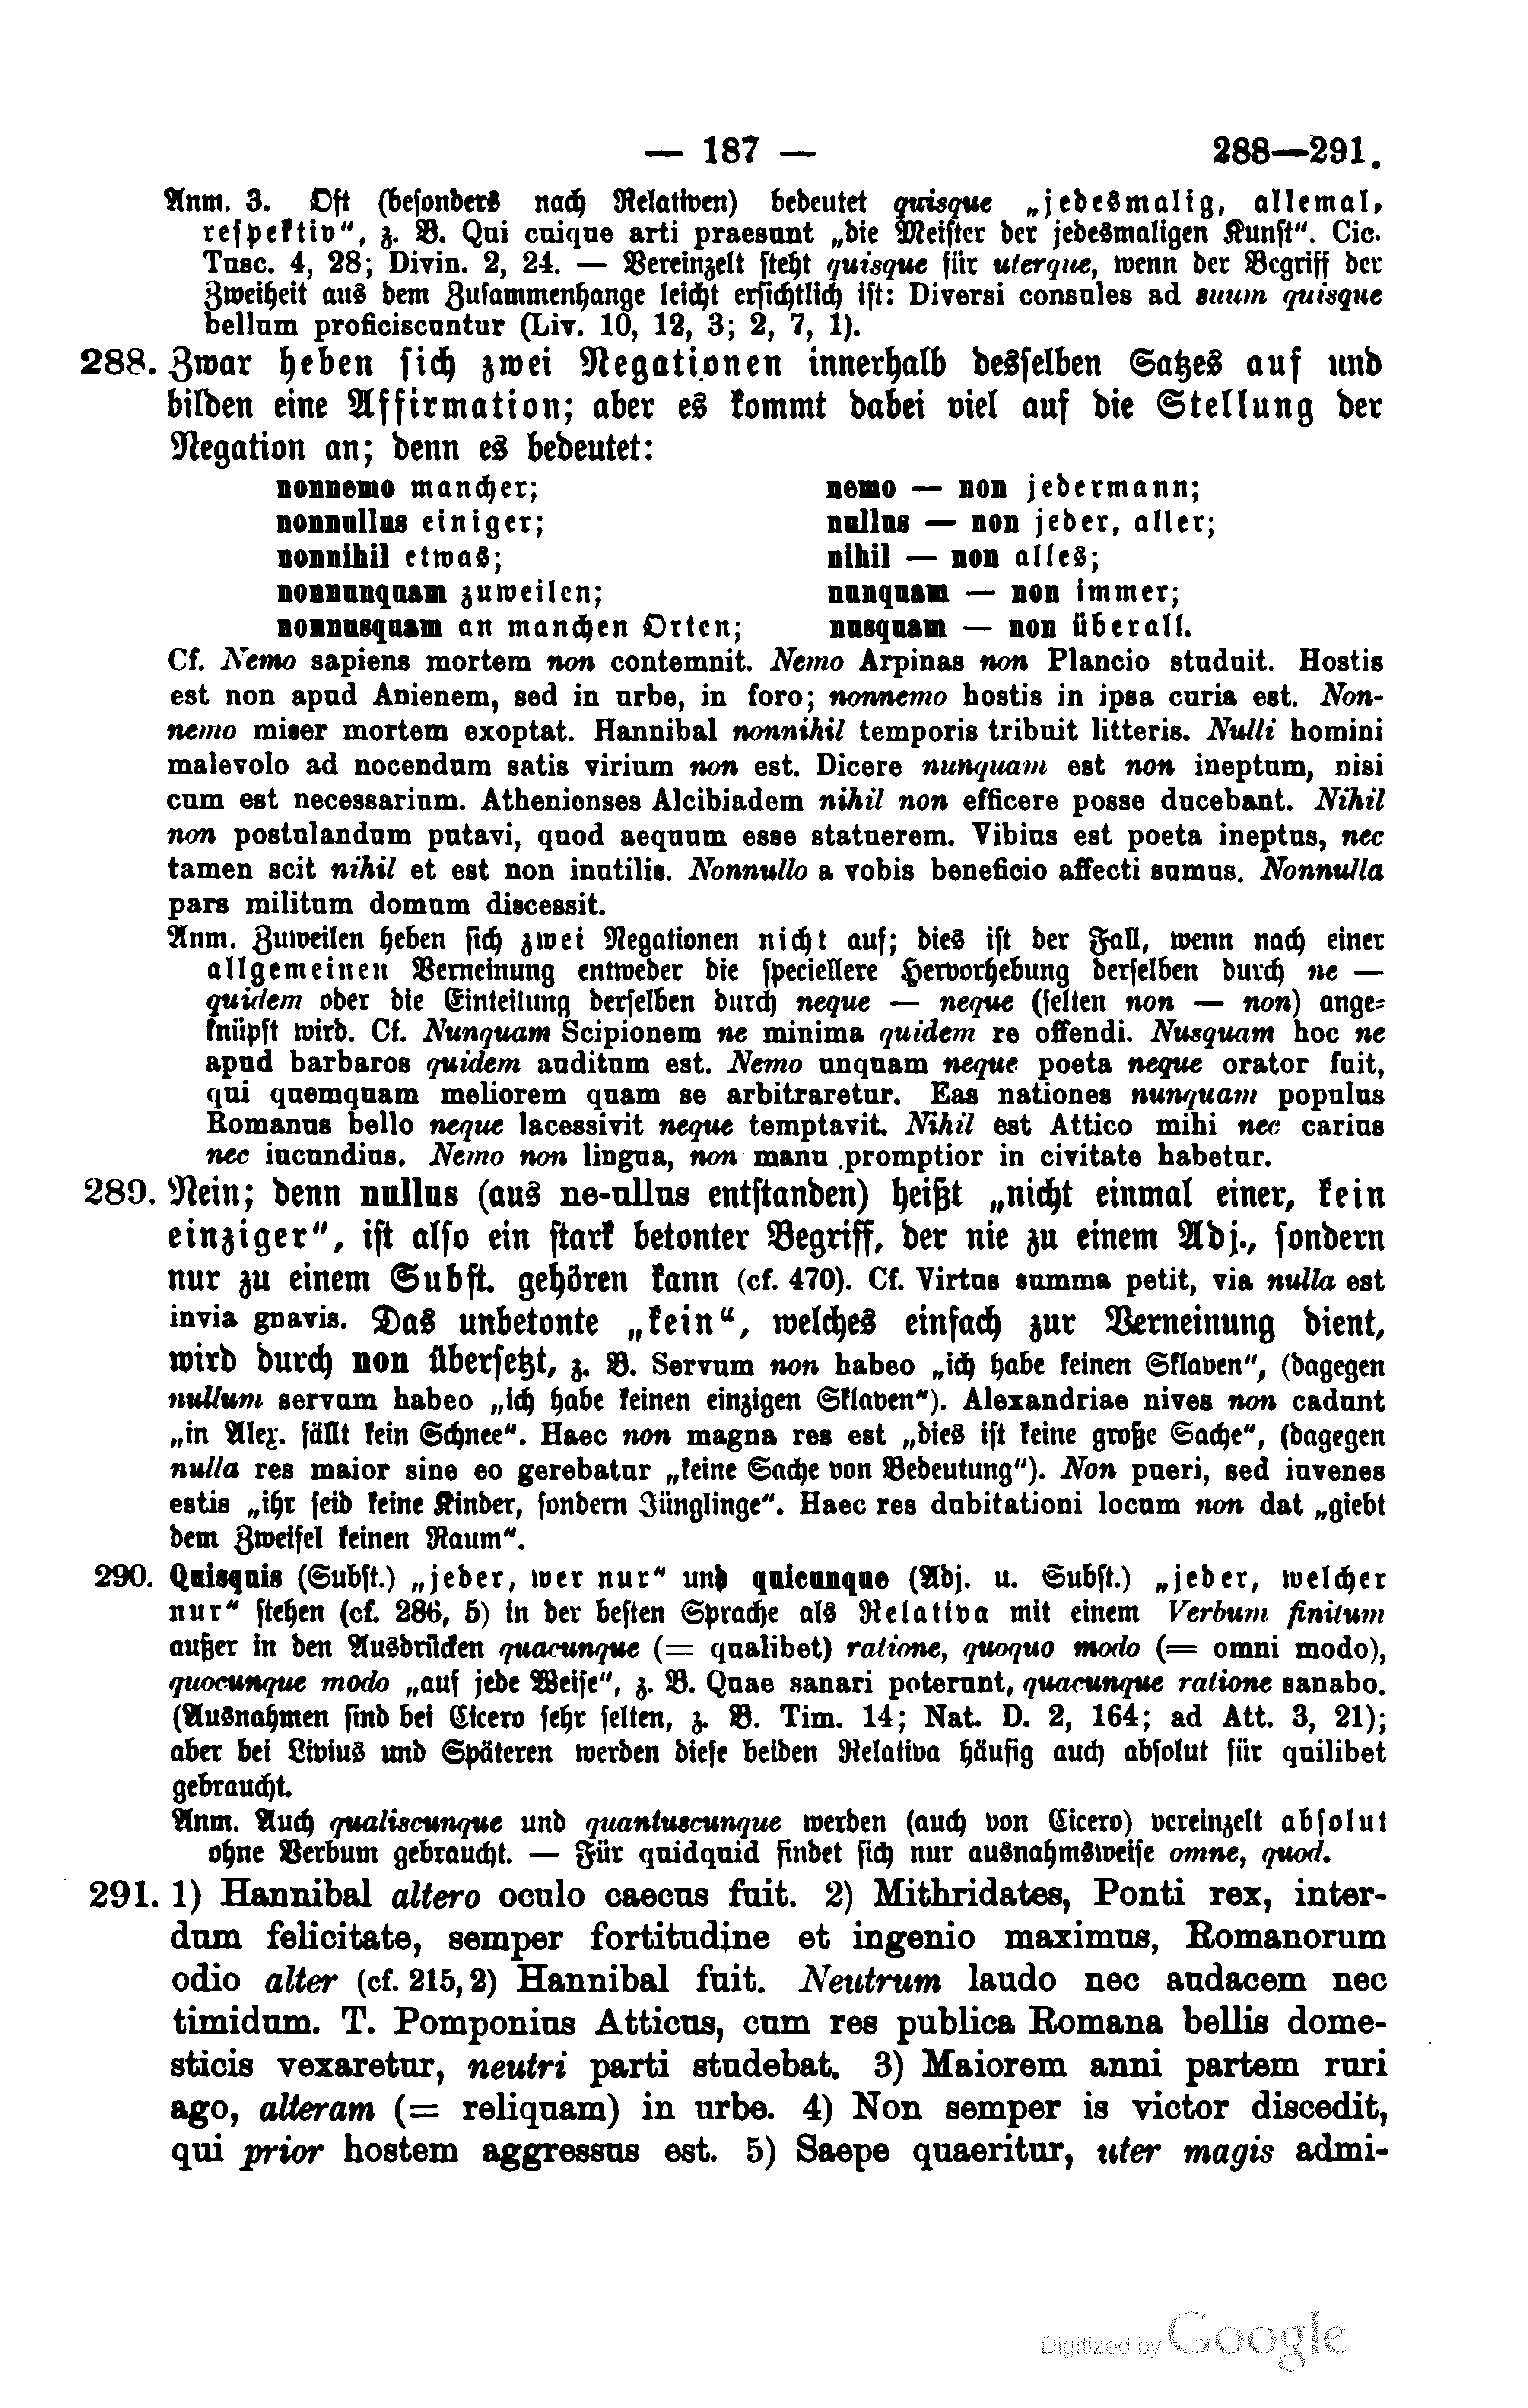 — 187 — 288—291.
Anm. 3. Oft (besonders nach Relativen) bedeutet quisque „jedesmalig, allemal,
respektiv“, z. B. Qui cuique arti praesunt „die Meister der jedesmaligen Kunst“. Cic.
Tusc. 4, 28; Divin. 2, 24. — Vereinzelt steht quisque für uterque, wenn der Begriff der
Zweiheit aus dem Zusammenhange leicht ersichtlich ist: Diversi consules ad suum quisque
bellum proficiscuntur (Liv. 10, 12, 3; 2, 7, 1).
288. Zwar heben sich zwei Negationen innerhalb desselben Satzes auf und
bilden eine Affirmation; aber es kommt dabei viel auf die Stellung der
Negation an; denn es bedeutet:
nonnemo mancher; nemo — non jedermann;
nonnullus einiger; nullus — non jeder, aller;
nonnihil etwas; nihil — non alles;
nonnunquam zuweilen; nunquam — non immer;
nonnusquam an manchen Orten; nusquam — non überall.
Cf. Nemo sapiens mortem non contemnit. Nemo Arpinas non Plancio studuit. Hostis
est non apud Anienem, sed in urbe, in foro; nonnemo hostis in ipsa curia est. Non-
nemo miser mortem exoptat. Hannibal nonnihil temporis tribuit litteris. Nulli homini
malevolo ad nocendum satis virium non est. Dicere nunquam est non ineptum, nisi
cum est necessarium. Athenienses Alcibiadem nihil non efficere posse ducebant. Nihil
non postulandum putavi, quod aequum esse statuerem. Vibius est poeta ineptus, nec
tamen scit nihil et est non inutilis. Nonnullo a vobis beneficio affecti sumus. Nonnulla
pars militum domum discessit.
Anm. Zuweilen heben sich zwei Negationen nicht auf; dies ist der Fall, wenn nach einer
allgemeinen Verneinung entweder die speciellere Hervorhebung derselben durch ne —
quidem oder die Einteilung derselben durch neque — neque (selten non — non) ange-
knüpft wird. Cf. Nunquam Scipionem ne minima quidem re offendi. Nusquam hoc ne
apud barbaros quidem auditum est. Nemo unquam neque poeta neque orator fuit,
qui quemquam meliorem quam se arbitraretur. Eas nationes nunquam populus
Romanus bello neque lacessivit neque temptavit. Nihil est Attico mihi nec carius
nec iucundius. Nemo non lingua, non manu promptior in civitate habetur.
289. Nein; denn nullus (aus ne-ullus entstanden) heißt „nicht einmal einer, kein
einziger“, ist also ein stark betonter Begriff, der nie zu einem Adj., sondern
nur zu einem Subst. gehören kann (cf. 470). Cf. Virtus summa petit, via nulla est
invia gnavis. Das unbetonte „kein“, welches einfach zur Verneinung dient,
wird durch non übersetzt, z. B. Servum non habeo „ich habe keinen Sklaven“, (dagegen
nullum servum habeo „ich habe keinen einzigen Sklaven“). Alexandriae nives non cadunt
„in Alex. fällt kein Schnee“. Haec non magna res est „dies ist keine große Sache“, (dagegen
nulla res maior sine eo gerebatur „keine Sache von Bedeutung“). Non pueri, sed iuvenes
estis „ihr seid keine Kinder, sondern Jünglinge“. Haec res dubitationi locum non dat „giebt
dem Zweifel keinen Raum“.
290. Quisquis (Subst.) „jeder, wer nur“ und quicunque (Adj. u. Subst.) „jeder, welcher
nur“ stehen (cf. 286, 5) in der besten Sprache als Relativa mit einem Verbum finitum
außer in den Ausdrücken quacunque (= qualibet) ratione, quoquo modo (= omni modo),
quocunque modo „auf jede Weise“, z. B. Quae sanari poterunt, quacunque ratione sanabo.
(Ausnahmen sind bei Cicero sehr selten, z. B. Tim. 14; Nat. D. 2, 164; ad Att. 3, 21);
aber bei Livius und Späteren werden diese beiden Relativa häufig auch absolut für quilibet
gebraucht.
Anm. Auch qualiscunque und quantuscunque werden (auch von Cicero) vereinzelt absolut
ohne Verbum gebraucht. — Für quidquid findet sich nur ausnahmsweise omne, quod.
291. 1) Hannibal altero oculo caecus fuit. 2) Mithridates, Ponti rex, inter-
dum felicitate, semper fortitudine et ingenio maximus, Romanorum
odio alter (cf. 215, 2) Hannibal fuit. Neutrum laudo nec audacem nec
timidum. T. Pomponius Atticus, cum res publica Romana bellis dome-
sticis vexaretur, neutri parti studebat. 3) Maiorem anni partem ruri
ago, alteram (= reliquam) in urbe. 4) Non semper is victor discedit,
qui prior hostem aggressus est. 5) Saepe quaeritur, uter magis admi-
Digitized by Google